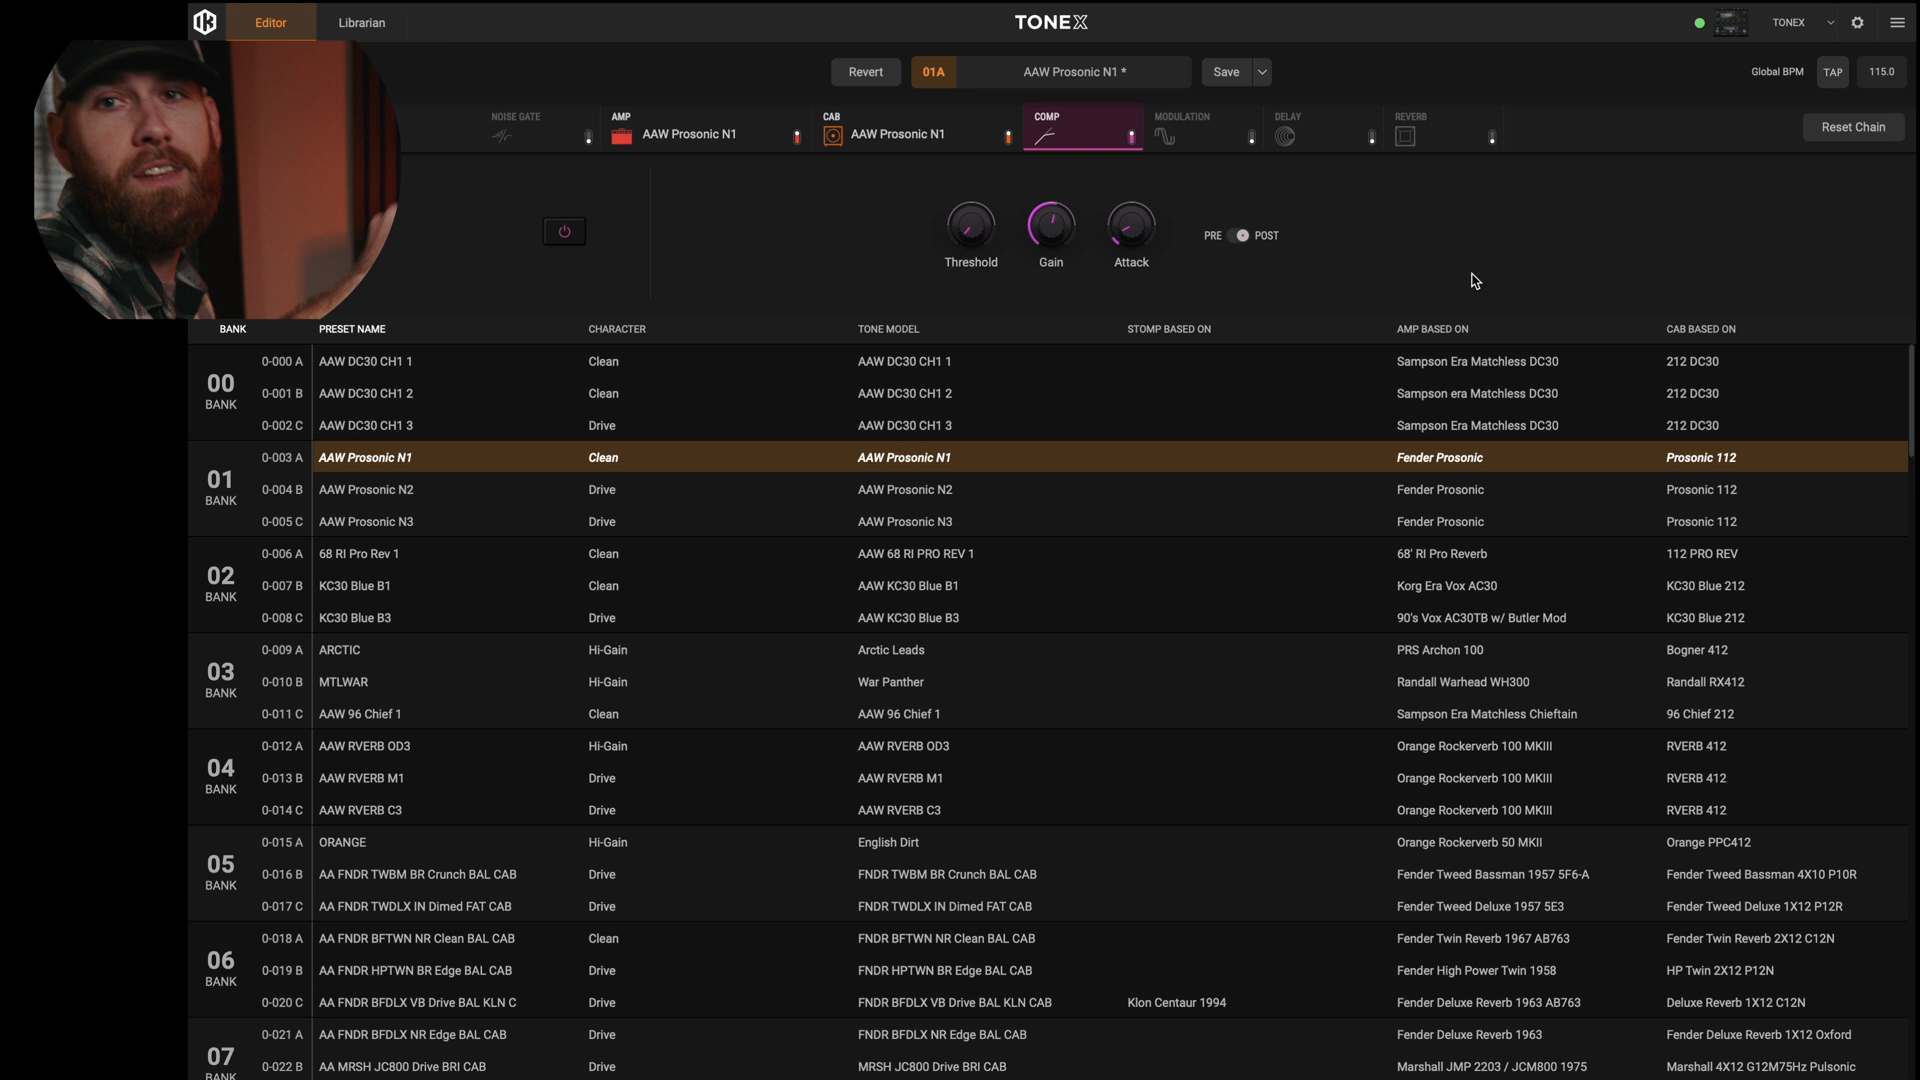 Editor
Librarian
TONEX
TONEX
Revert
01A
AAW Prosonic N1 *
Save
Global BPM
TAP
115.0
NOISE GATE
AMP
AAW Prosonic N1
CAB
AAW Prosonic N1
COMP
MODULATION
DELAY
REVERB
Reset Chain
Threshold
Gain
Attack
PRE
POST
BANK PRESET NAME CHARACTER TONE MODEL STOMP BASED ON AMP BASED ON CAB BASED ON
00 BANK
0-000 A AAW DC30 CH1 1 Clean AAW DC30 CH1 1 Sampson Era Matchless DC30 212 DC30
0-001 B AAW DC30 CH1 2 Clean AAW DC30 CH1 2 Sampson era Matchless DC30 212 DC30
0-002 C AAW DC30 CH1 3 Drive AAW DC30 CH1 3 Sampson Era Matchless DC30 212 DC30
01 BANK
0-003 A AAW Prosonic N1 Clean AAW Prosonic N1 Fender Prosonic Prosonic 112
0-004 B AAW Prosonic N2 Drive AAW Prosonic N2 Fender Prosonic Prosonic 112
0-005 C AAW Prosonic N3 Drive AAW Prosonic N3 Fender Prosonic Prosonic 112
02 BANK
0-006 A 68 RI Pro Rev 1 Clean AAW 68 RI PRO REV 1 68' RI Pro Reverb 112 PRO REV
0-007 B KC30 Blue B1 Clean AAW KC30 Blue B1 Korg Era Vox AC30 KC30 Blue 212
0-008 C KC30 Blue B3 Drive AAW KC30 Blue B3 90's Vox AC30TB w/ Butler Mod KC30 Blue 212
03 BANK
0-009 A ARCTIC Hi-Gain Arctic Leads PRS Archon 100 Bogner 412
0-010 B MTLWAR Hi-Gain War Panther Randall Warhead WH300 Randall RX412
0-011 C AAW 96 Chief 1 Clean AAW 96 Chief 1 Sampson Era Matchless Chieftain 96 Chief 212
04 BANK
0-012 A AAW RVERB OD3 Hi-Gain AAW RVERB OD3 Orange Rockerverb 100 MKIII RVERB 412
0-013 B AAW RVERB M1 Drive AAW RVERB M1 Orange Rockerverb 100 MKIII RVERB 412
0-014 C AAW RVERB C3 Drive AAW RVERB C3 Orange Rockerverb 100 MKIII RVERB 412
05 BANK
0-015 A ORANGE Hi-Gain English Dirt Orange Rockerverb 50 MKII Orange PPC412
0-016 B AA FNDR TWBM BR Crunch BAL CAB Drive FNDR TWBM BR Crunch BAL CAB Fender Tweed Bassman 1957 5F6-A Fender Tweed Bassman 4X10 P10R
0-017 C AA FNDR TWDLX IN Dimed FAT CAB Drive FNDR TWDLX IN Dimed FAT CAB Fender Tweed Deluxe 1957 5E3 Fender Tweed Deluxe 1X12 P12R
06 BANK
0-018 A AA FNDR BFTWN NR Clean BAL CAB Clean FNDR BFTWN NR Clean BAL CAB Fender Twin Reverb 1967 AB763 Fender Twin Reverb 2X12 C12N
0-019 B AA FNDR HPTWN BR Edge BAL CAB Drive FNDR HPTWN BR Edge BAL CAB Fender High Power Twin 1958 HP Twin 2X12 P12N
0-020 C AA FNDR BFDLX VB Drive BAL KLN C Drive FNDR BFDLX VB Drive BAL KLN CAB Klon Centaur 1994 Fender Deluxe Reverb 1963 AB763 Deluxe Reverb 1X12 C12N
07 BANK
0-021 A AA FNDR BFDLX NR Edge BAL CAB Drive FNDR BFDLX NR Edge BAL CAB Fender Deluxe Reverb 1963 Fender Deluxe Reverb 1X12 Oxford
0-022 B AA MRSH JC800 Drive BRI CAB Drive MRSH JC800 Drive BRI CAB Marshall JMP 2203 / JCM800 1975 Marshall 4X12 G12M75Hz Pulsonic